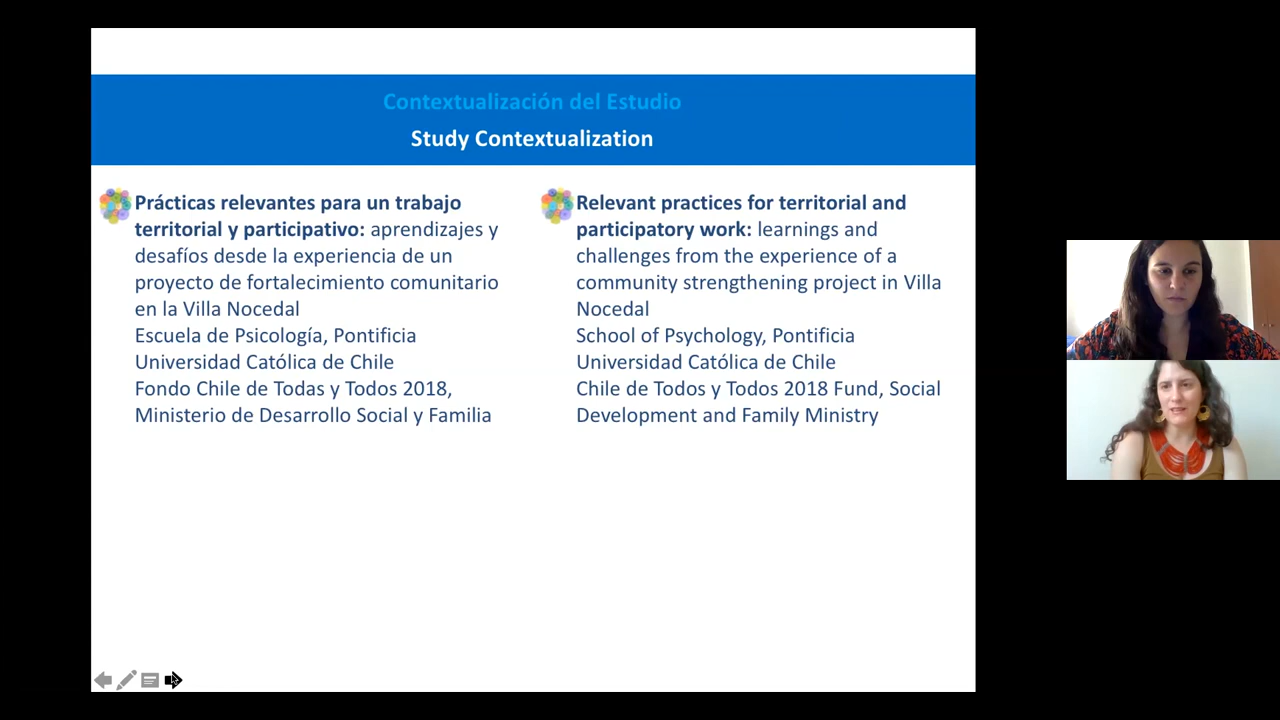 Contextualización del Estudio
Study Contextualization
Prácticas relevantes para un trabajo
territorial y participativo: aprendizajes y
desafíos desde la experiencia de un
proyecto de fortalecimiento comunitario
en la Villa Nocedal
Escuela de Psicología, Pontificia
Universidad Católica de Chile
Fondo Chile de Todas y Todos 2018,
Ministerio de Desarrollo Social y Familia
Relevant practices for territorial and
participatory work: learnings and
challenges from the experience of a
community strengthening project in Villa
Nocedal
School of Psychology, Pontificia
Universidad Católica de Chile
Chile de Todos y Todos 2018 Fund, Social
Development and Family Ministry